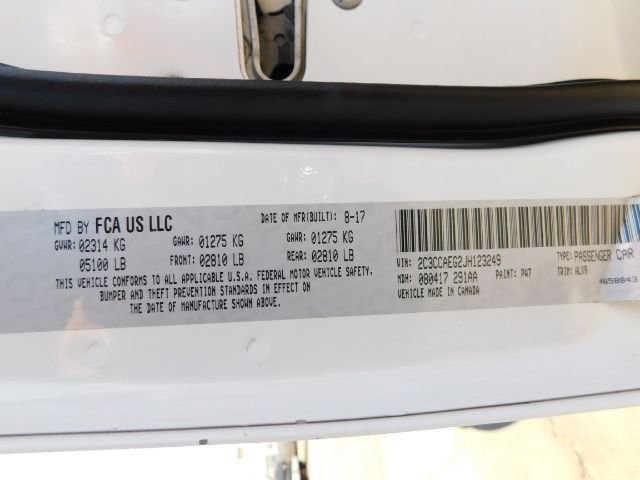 MFD BY FCA US LLC DATE OF MFR(BUILT): 8-17
GVWR: 02314 KG GAWR: 01275 KG GAWR: 01275 KG
05100 LB FRONT: 02810 LB REAR: 02810 LB
THIS VEHICLE CONFORMS TO ALL APPLICABLE U.S.A. FEDERAL MOTOR VEHICLE SAFETY,
BUMPER AND THEFT PREVENTION STANDARDS IN EFFECT ON
THE DATE OF MANUFACTURE SHOWN ABOVE.
VIN: 2C3CCAEG2JH123249 TYPE: PASSENGER CAR
MDH: 080417 291AA PAINT: PW7 TRIM: ALX9
VEHICLE MADE IN CANADA
4658843